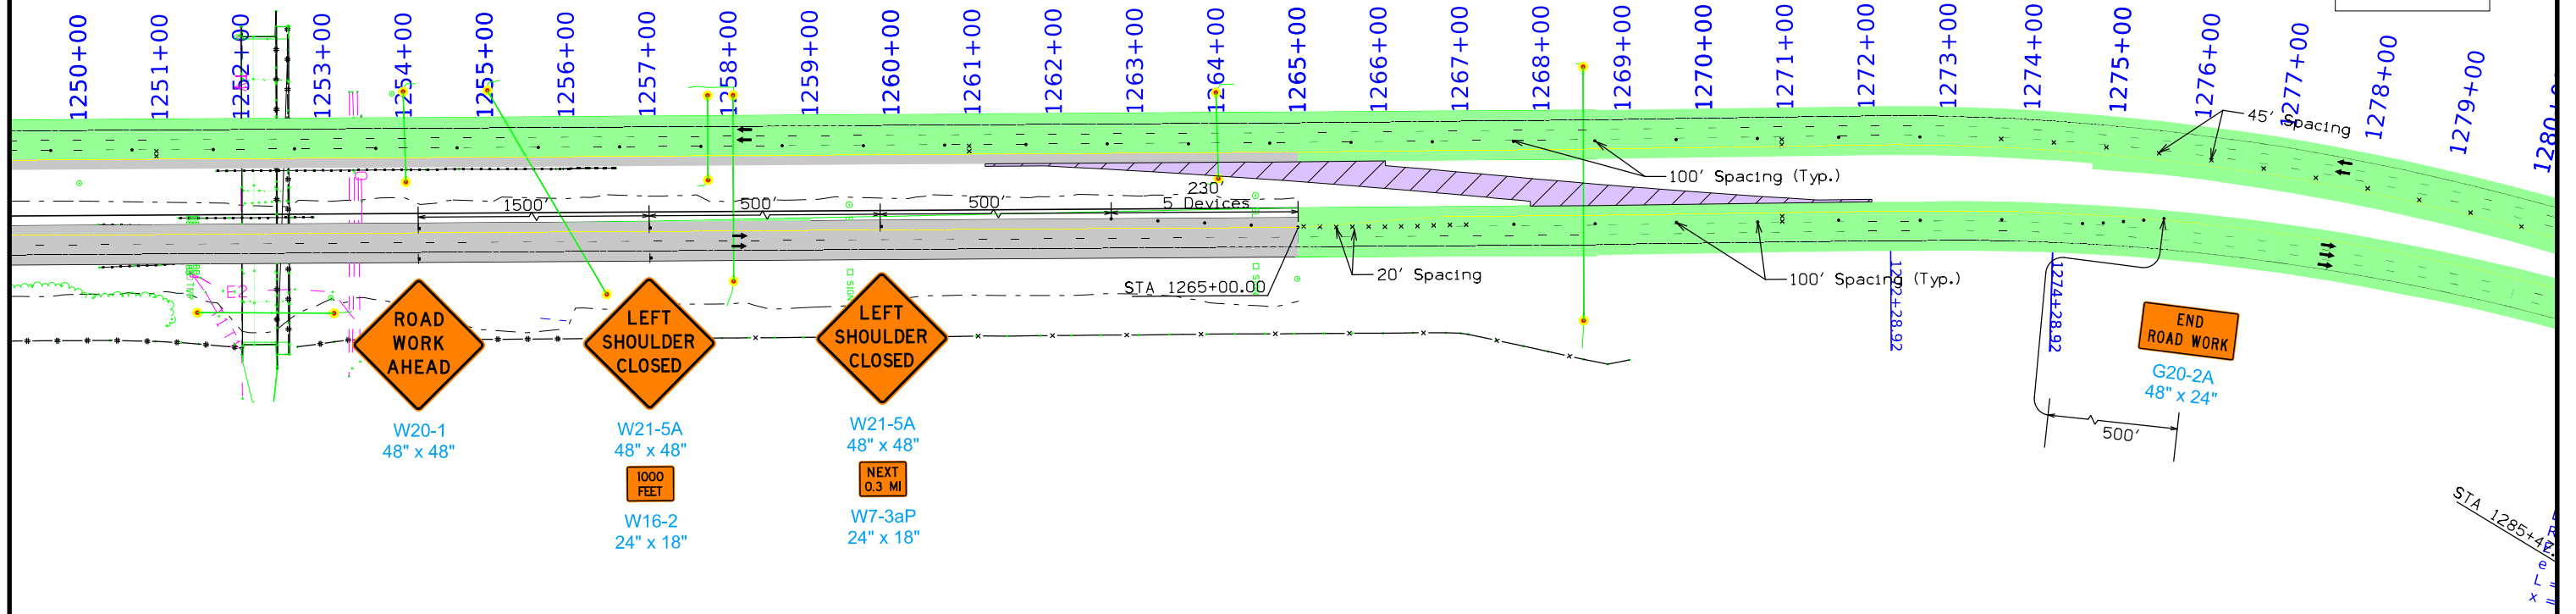 1250+00
1251+00
1252+00
1253+00
1254+00
1255+00
1256+00
1257+00
1258+00
1259+00
1260+00
1261+00
1262+00
1263+00
1264+00
1265+00
1266+00
1267+00
1268+00
1269+00
1270+00
1271+00
1272+00
1273+00
1274+00
1275+00
1276+00
1277+00
1278+00
1279+00
45' Spacing
100' Spacing (Typ.)
1500'
500'
500'
230'
5 Devices
20' Spacing
STA 1265+00.00
100' Spacing (Typ.)
1272+28.92
1274+28.92
E2
SIGN
SIGN
ROAD
WORK
AHEAD
W20-1
48" x 48"
LEFT
SHOULDER
CLOSED
W21-5A
48" x 48"
1000
FEET
W16-2
24" x 18"
LEFT
SHOULDER
CLOSED
W21-5A
48" x 48"
NEXT
0.3 MI
W7-3aP
24" x 18"
END
ROAD WORK
G20-2A
48" x 24"
500'
STA 1285+42.